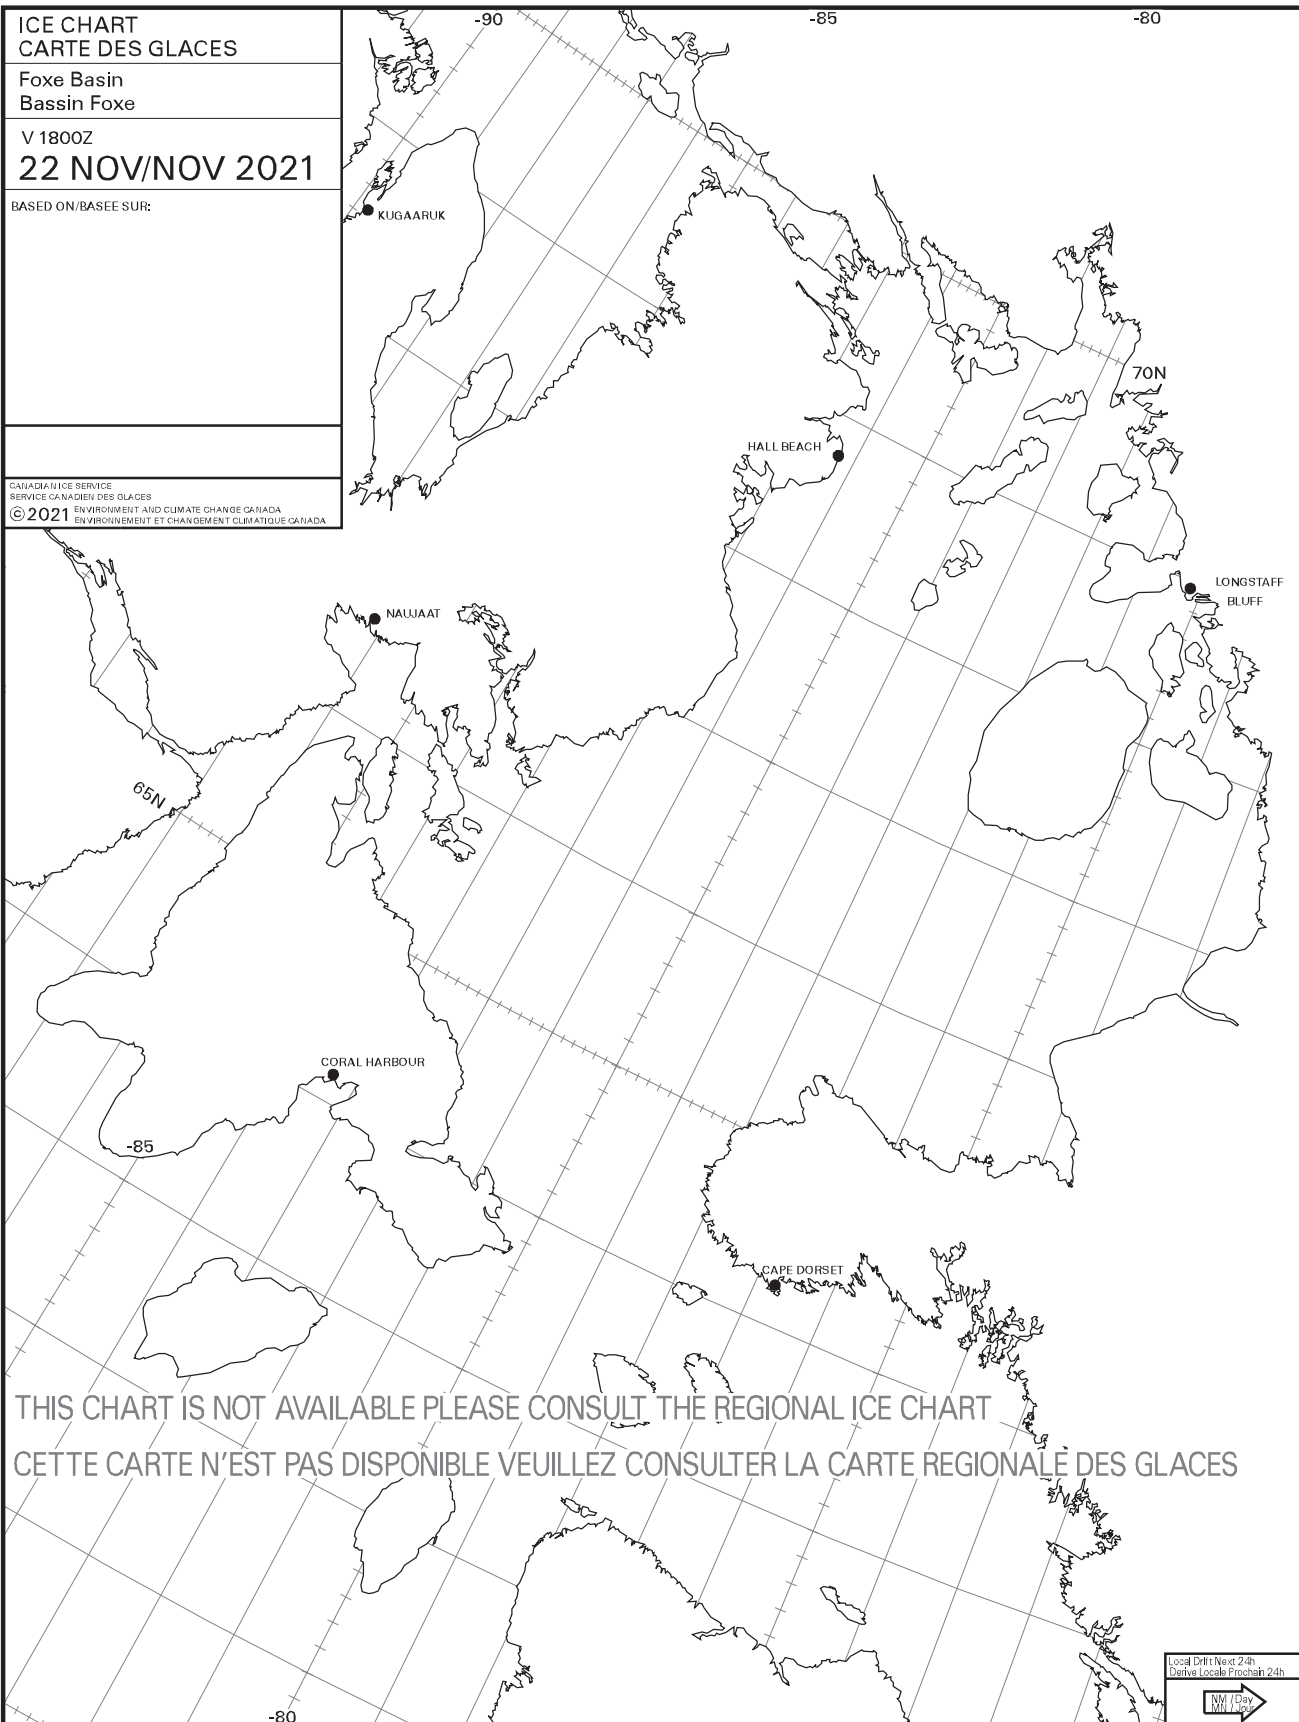 ICE CHART
CARTE DES GLACES
Foxe Basin
Bassin Foxe
V 1800Z
22 NOV/NOV 2021
BASED ON/BASEE SUR:
CANADIAN ICE SERVICE
SERVICE CANADIEN DES GLACES
© 2021 ENVIRONMENT AND CLIMATE CHANGE CANADA
ENVIRONNEMENT ET CHANGEMENT CLIMATIQUE CANADA
-90
-85
-80
KUGAARUK
70N
HALL BEACH
LONGSTAFF
BLUFF
NAUJAAT
65N
CORAL HARBOUR
-85
CAPE DORSET
THIS CHART IS NOT AVAILABLE PLEASE CONSULT THE REGIONAL ICE CHART
CETTE CARTE N'EST PAS DISPONIBLE VEUILLEZ CONSULTER LA CARTE REGIONALE DES GLACES
Local Drift Next 24h
Derive Locale Prochain 24h
NM / Day
MN / Jour
-80